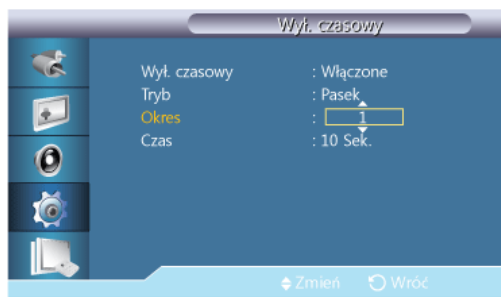 Wył. czasowy
Wył. czasowy : Włączone
Tryb : Pasek
Okres : 1
Czas : 10 Sek.
Zmień Wróć